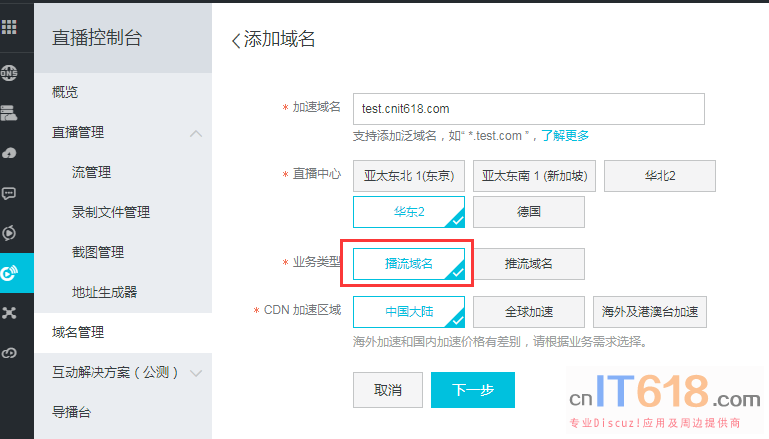 直播控制台
概览
直播管理
流管理
录制文件管理
截图管理
地址生成器
域名管理
互动解决方案（公测）
导播台
添加域名
* 加速域名
test.cnit618.com
支持添加泛域名，如“ *.test.com ”，了解更多
* 直播中心
亚太东北 1(东京)
亚太东南 1 (新加坡)
华北2
华东2
德国
* 业务类型
播流域名
推流域名
* CDN 加速区域
中国大陆
全球加速
海外及港澳台加速
海外加速和国内加速价格有差别，请根据业务需求选择。
取消
下一步
DNS
cnIT618.com
专业Discuz!应用及周边提供商